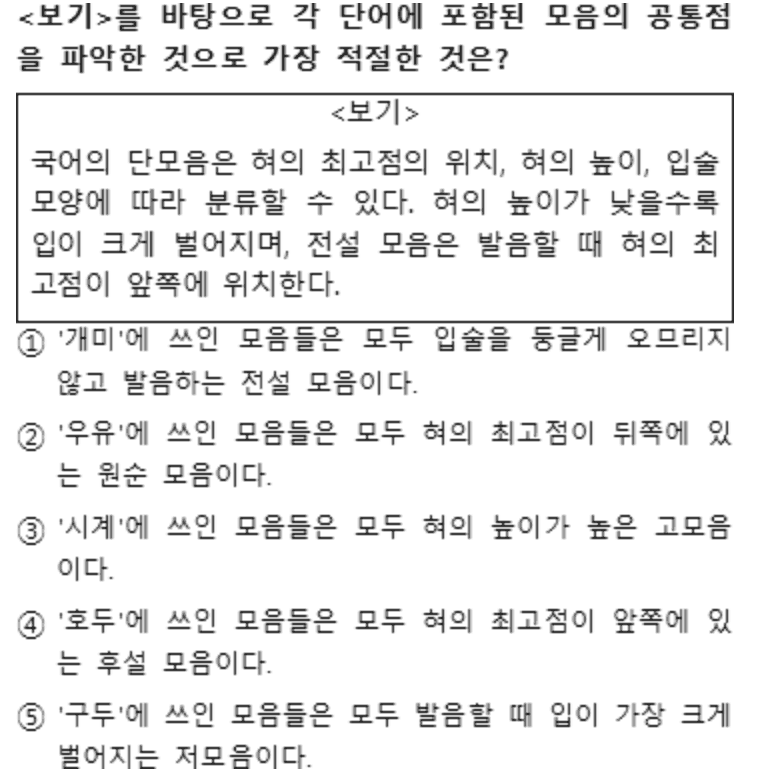 <보기>를 바탕으로 각 단어에 포함된 모음의 공통점
을 파악한 것으로 가장 적절한 것은?
<보기>
국어의 단모음은 혀의 최고점의 위치, 혀의 높이, 입술
모양에 따라 분류할 수 있다. 혀의 높이가 낮을수록
입이 크게 벌어지며, 전설 모음은 발음할 때 혀의 최
고점이 앞쪽에 위치한다.
① '개미'에 쓰인 모음들은 모두 입술을 둥글게 오므리지
않고 발음하는 전설 모음이다.
② '우유'에 쓰인 모음들은 모두 혀의 최고점이 뒤쪽에 있
는 원순 모음이다.
③ '시계'에 쓰인 모음들은 모두 혀의 높이가 높은 고모음
이다.
④ '호두'에 쓰인 모음들은 모두 혀의 최고점이 앞쪽에 있
는 후설 모음이다.
⑤ '구두'에 쓰인 모음들은 모두 발음할 때 입이 가장 크게
벌어지는 저모음이다.